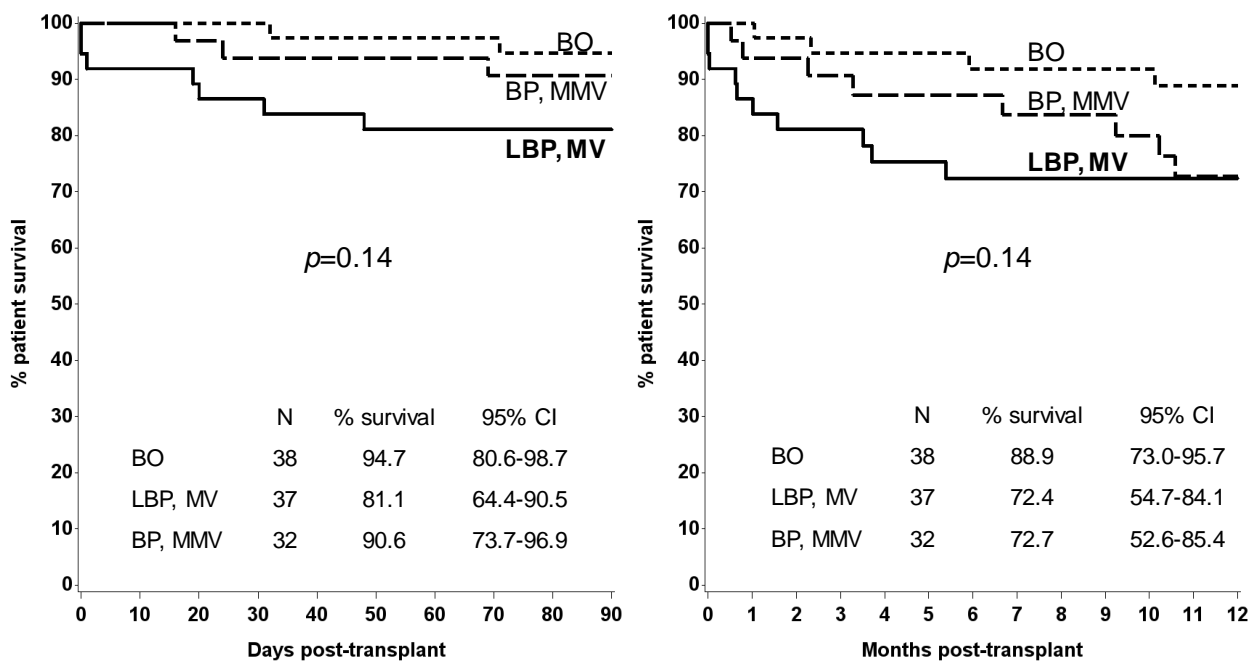 100
90
80
70
60
50
40
30
20
10
0
% patient survival
BO
BP, MMV
LBP, MV
p=0.14
N % survival 95% CI
BO 38 94.7 80.6-98.7
LBP, MV 37 81.1 64.4-90.5
BP, MMV 32 90.6 73.7-96.9
0 10 20 30 40 50 60 70 80 90
Days post-transplant
100
90
80
70
60
50
40
30
20
10
0
% patient survival
BO
BP, MMV
LBP, MV
p=0.14
N % survival 95% CI
BO 38 88.9 73.0-95.7
LBP, MV 37 72.4 54.7-84.1
BP, MMV 32 72.7 52.6-85.4
0 1 2 3 4 5 6 7 8 9 10 11 12
Months post-transplant